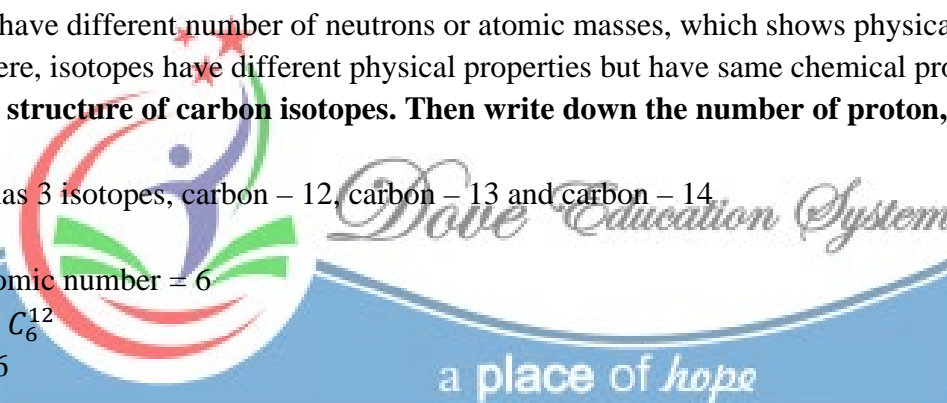 have different number of neutrons or atomic masses, which shows physica
ere, isotopes have different physical properties but have same chemical pro
structure of carbon isotopes. Then write down the number of proton,
as 3 isotopes, carbon – 12, carbon – 13 and carbon – 14
Dove Education System
omic number = 6
C₆¹²
6
a place of hope